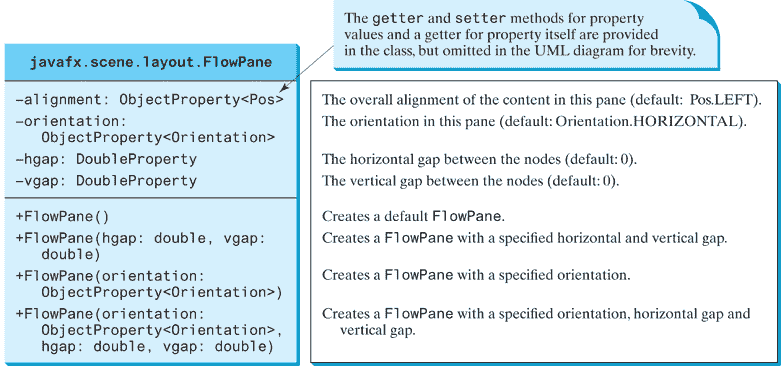 The getter and setter methods for property
values and a getter for property itself are provided
in the class, but omitted in the UML diagram for brevity.
javafx.scene.layout.FlowPane
-alignment: ObjectProperty<Pos>
-orientation:
ObjectProperty<Orientation>
-hgap: DoubleProperty
-vgap: DoubleProperty
The overall alignment of the content in this pane (default: Pos.LEFT).
The orientation in this pane (default: Orientation.HORIZONTAL).
The horizontal gap between the nodes (default: 0).
The vertical gap between the nodes (default: 0).
+FlowPane()
+FlowPane(hgap: double, vgap:
double)
+FlowPane(orientation:
ObjectProperty<Orientation>)
+FlowPane(orientation:
ObjectProperty<Orientation>,
hgap: double, vgap: double)
Creates a default FlowPane.
Creates a FlowPane with a specified horizontal and vertical gap.
Creates a FlowPane with a specified orientation.
Creates a FlowPane with a specified orientation, horizontal gap and
vertical gap.